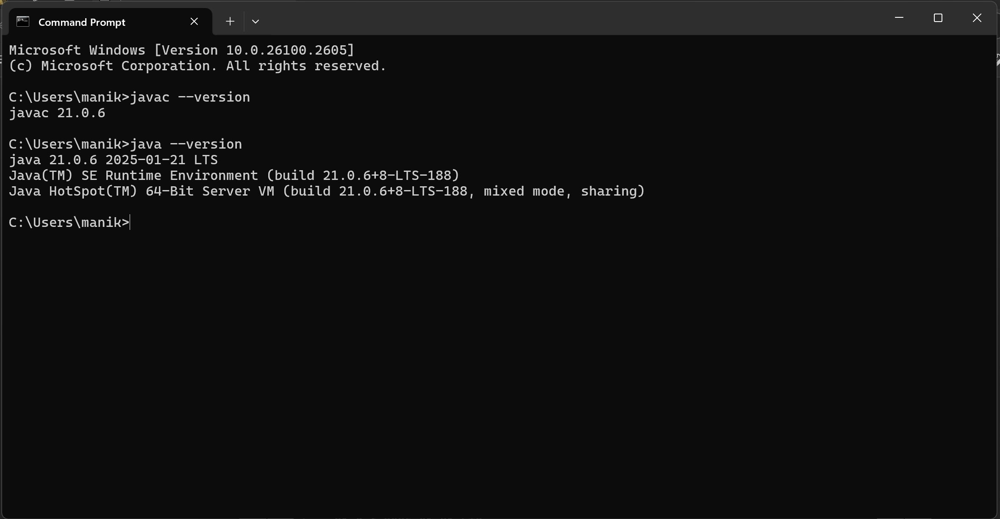 Command Prompt
Microsoft Windows [Version 10.0.26100.2605]
(c) Microsoft Corporation. All rights reserved.
C:\Users\manik>javac --version
javac 21.0.6
C:\Users\manik>java --version
java 21.0.6 2025-01-21 LTS
Java(TM) SE Runtime Environment (build 21.0.6+8-LTS-188)
Java HotSpot(TM) 64-Bit Server VM (build 21.0.6+8-LTS-188, mixed mode, sharing)
C:\Users\manik>